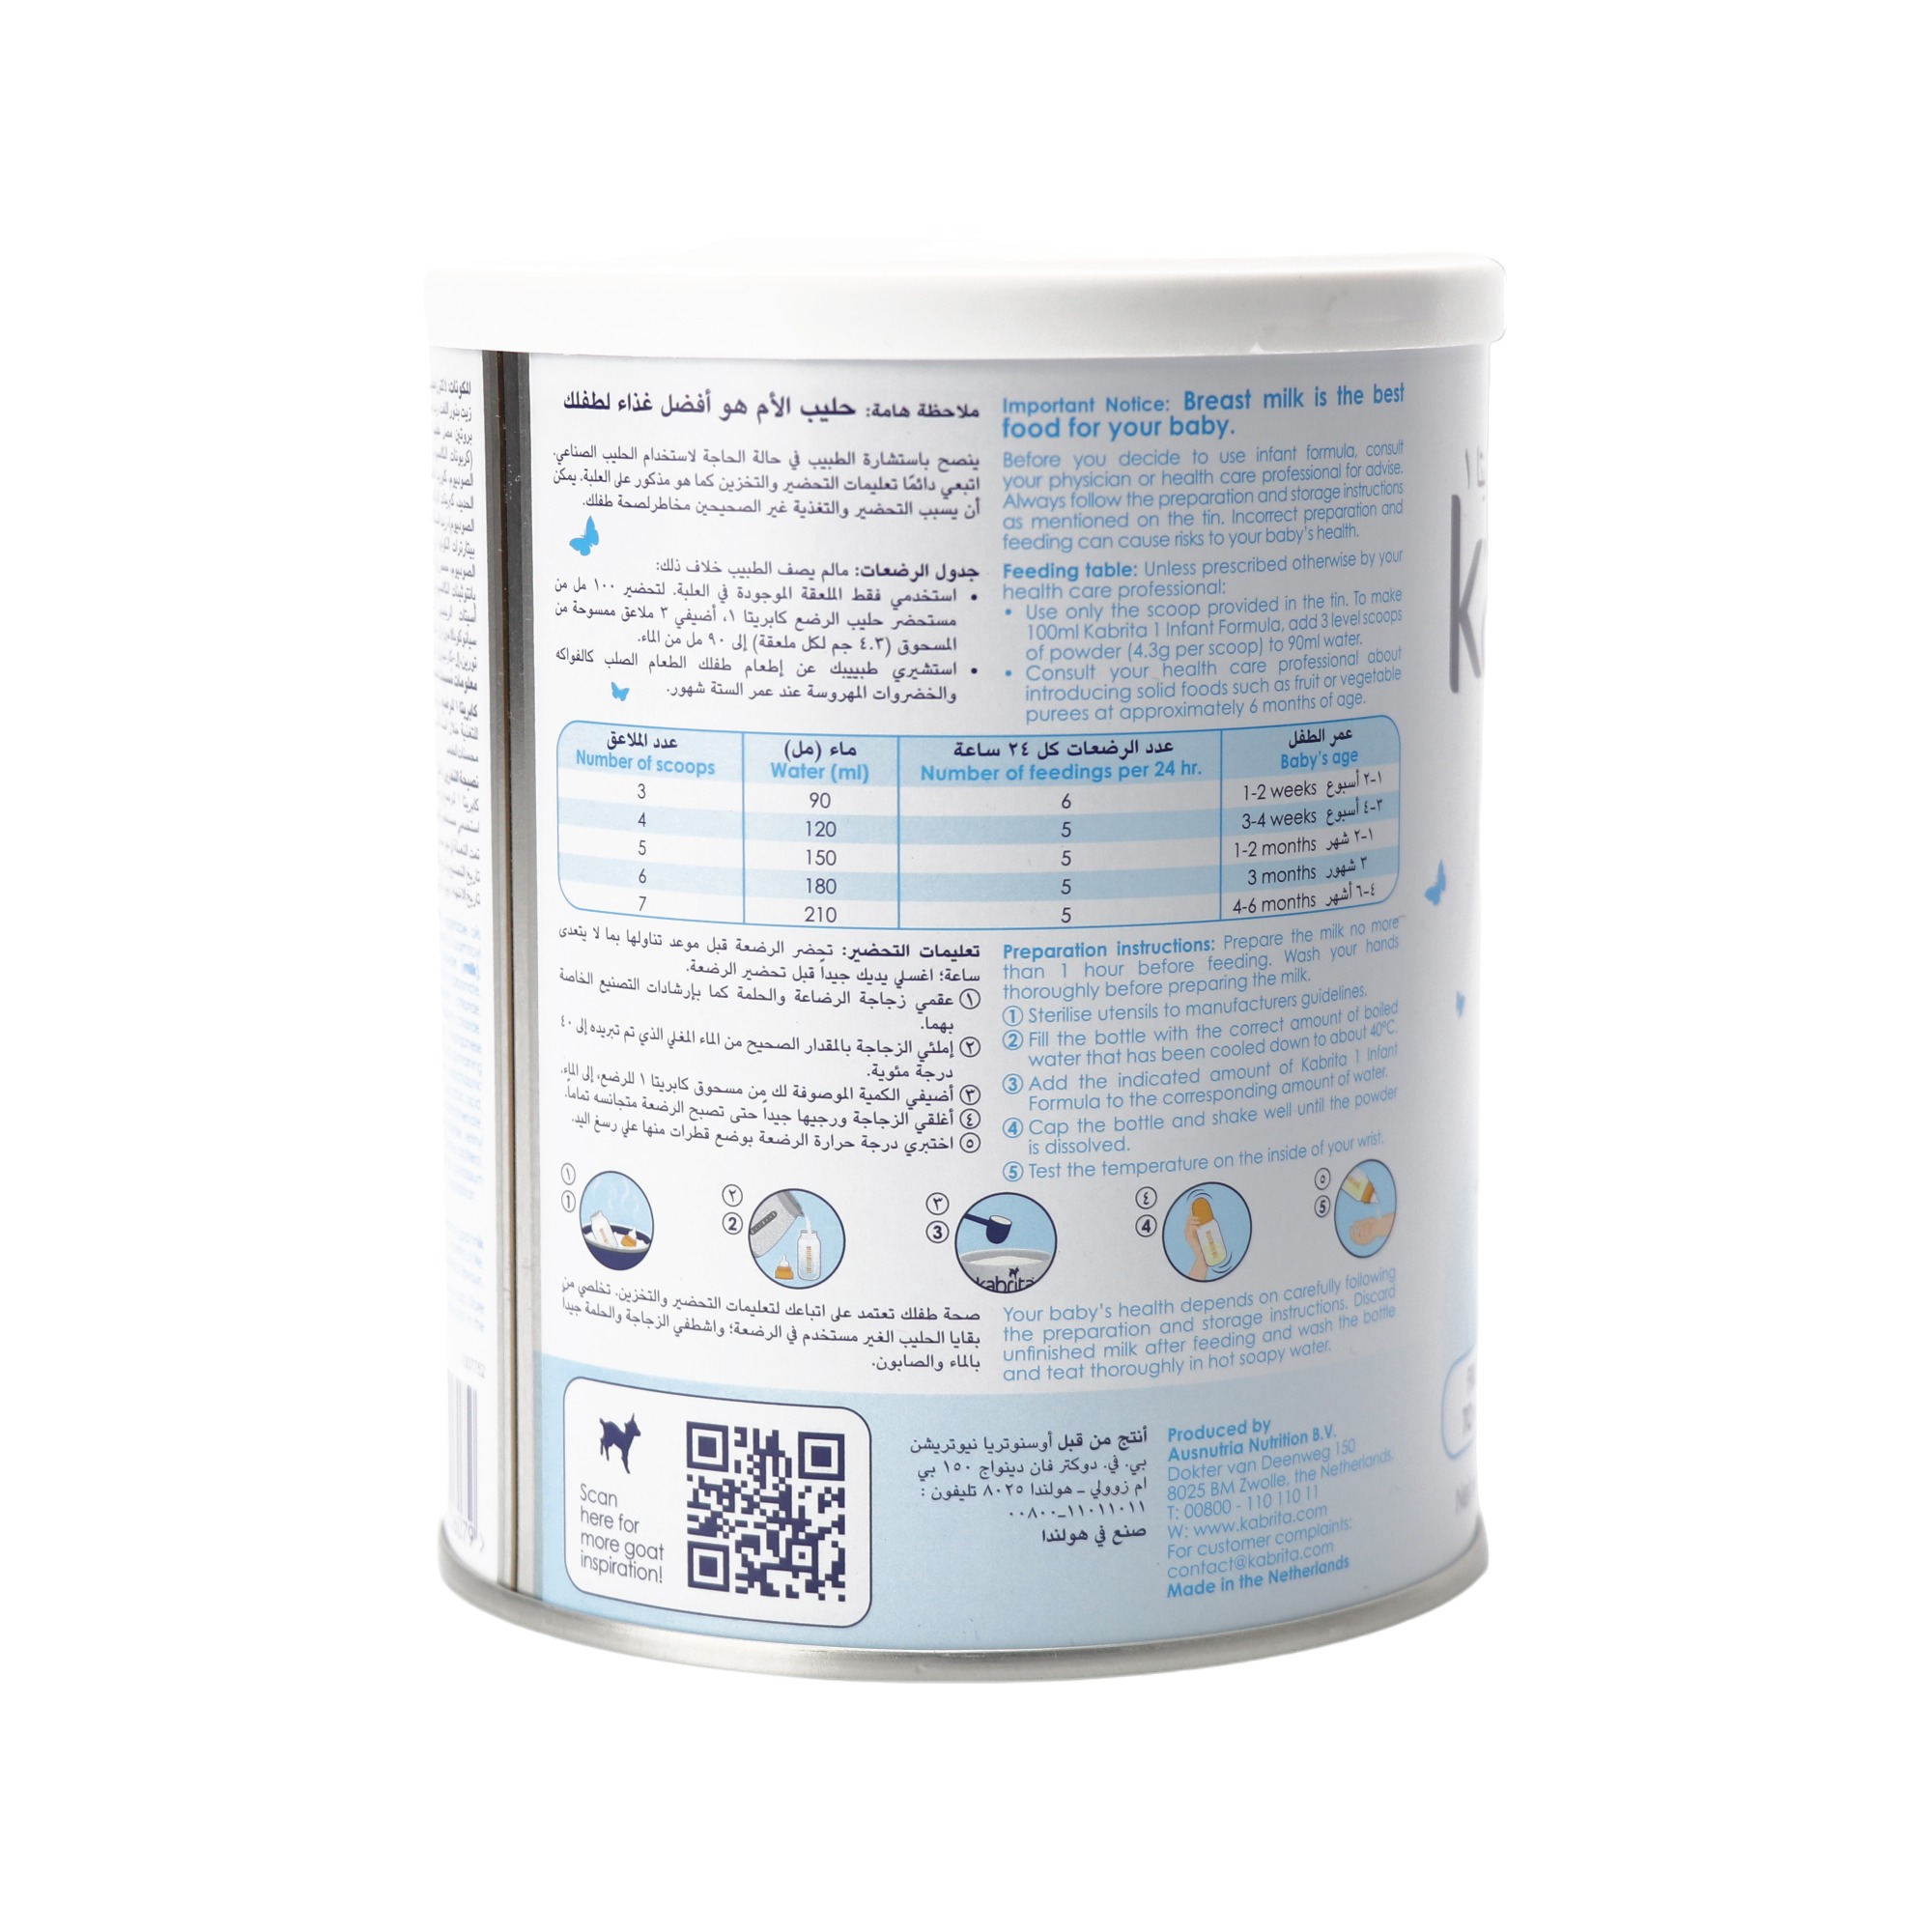 ملاحظة هامة: حليب الأم هو أفضل غذاء لطفلك
ينصح باستشارة الطبيب في حالة الحاجة لاستخدام الحليب الصناعي.
اتبعي دائمًا تعليمات التحضير والتخزين كما هو مذكور على العلبة. يمكن
أن يسبب التحضير والتغذية غير الصحيحين مخاطر لصحة طفلك.
جدول الرضعات: مالم يصف الطبيب خلاف ذلك:
• استخدمي فقط الملعقة الموجودة في العلبة. لتحضير ١٠٠ مل من
مستحضر حليب الرضع كابريتا ١، أضيفي ٣ ملاعق ممسوحة من
المسحوق (٤.٣ جم لكل ملعقة) إلى ٩٠ مل من الماء.
• استشيري طبيبيك عن إطعام طفلك الطعام الصلب كالفواكه
والخضروات المهروسة عند عمر الستة شهور.
Important Notice: Breast milk is the best
food for your baby.
Before you decide to use infant formula, consult
your physician or health care professional for advise.
Always follow the preparation and storage instructions
as mentioned on the tin. Incorrect preparation and
feeding can cause risks to your baby's health.
Feeding table: Unless prescribed otherwise by your
health care professional:
• Use only the scoop provided in the tin. To make
100ml Kabrita 1 Infant Formula, add 3 level scoops
of powder (4.3g per scoop) to 90ml water.
• Consult your health care professional about
introducing solid foods such as fruit or vegetable
purees at approximately 6 months of age.
عدد الملاعق ماء (مل) عدد الرضعات كل ٢٤ ساعة عمر الطفل
Number of scoops Water (ml) Number of feedings per 24 hr. Baby's age
3 90 6 1-2 weeks ١-٢ أسبوع
4 120 5 3-4 weeks ٣-٤ أسبوع
5 150 5 1-2 months ١-٢ شهر
6 180 5 3 months ٣ شهور
7 210 5 4-6 months ٤-٦ أشهر
تعليمات التحضير: تحضر الرضعة قبل موعد تناولها بما لا يتعدى
ساعة؛ اغسلي يديك جيداً قبل تحضير الرضعة.
١ عقمي زجاجة الرضاعة والحلمة كما بإرشادات التصنيع الخاصة
بهما.
٢ إملئي الزجاجة بالمقدار الصحيح من الماء المغلي الذي تم تبريده إلى ٤٠
درجة مئوية.
٣ أضيفي الكمية الموصوفة لك من مسحوق كابريتا ١ للرضع، إلى الماء.
٤ أغلقي الزجاجة ورجيها جيداً حتى تصبح الرضعة متجانسه تماماً.
٥ اختبري درجة حرارة الرضعة بوضع قطرات منها علي رسغ اليد.
Preparation instructions: Prepare the milk no more
than 1 hour before feeding. Wash your hands
thoroughly before preparing the milk.
1 Sterilise utensils to manufacturers guidelines.
2 Fill the bottle with the correct amount of boiled
water that has been cooled down to about 40°C.
3 Add the indicated amount of Kabrita 1 Infant
Formula to the corresponding amount of water.
4 Cap the bottle and shake well until the powder
is dissolved.
5 Test the temperature on the inside of your wrist.
١ ٢ ٣ ٤ ٥
1 2 3 4 5
kabrita
صحة طفلك تعتمد على اتباعك لتعليمات التحضير والتخزين. تخلصي من
بقايا الحليب الغير مستخدم في الرضعة؛ واشطفي الزجاجة والحلمة جيداً
بالماء والصابون.
Your baby's health depends on carefully following
the preparation and storage instructions. Discard
unfinished milk after feeding and wash the bottle
and teat thoroughly in hot soapy water.
Scan
here for
more goat
inspiration!
أنتج من قبل أوسنوتريا نيوتريشن
بي. في. دوكتر فان دينواج ١٥٠ بي
ام زوولي – هولندا ٨٠٢٥ تليفون :
٠٠٨٠٠–١١٠١١٠١١
صنع في هولندا
Produced by
Ausnutria Nutrition B.V.
Dokter van Deenweg 150
8025 BM Zwolle, the Netherlands.
T: 00800 - 110 110 11
W: www.kabrita.com
For customer complaints:
contact@kabrita.com
Made in the Netherlands